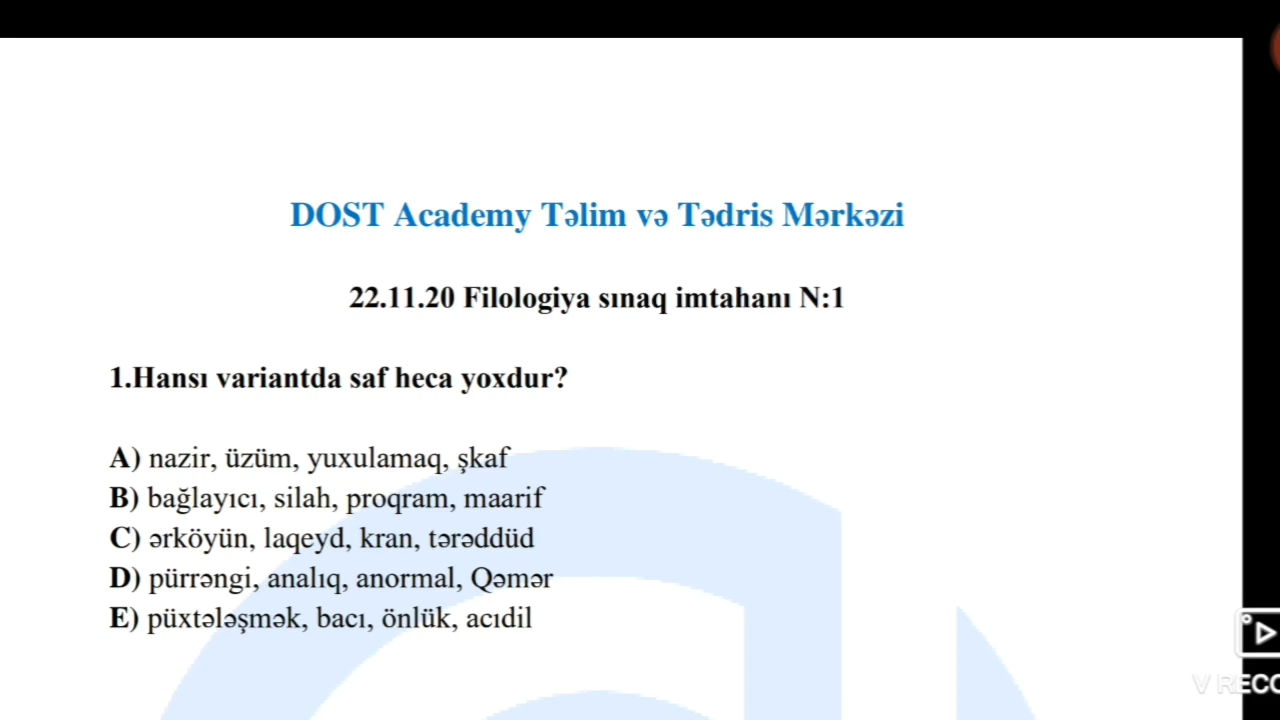 DOST Academy Təlim və Tədris Mərkəzi
22.11.20 Filologiya sınaq imtahanı N:1
1.Hansı variantda saf heca yoxdur?
A) nazir, üzüm, yuxulamaq, şkaf
B) bağlayıcı, silah, proqram, maarif
C) ərköyün, laqeyd, kran, tərəddüd
D) pürrəngi, analıq, anormal, Qəmər
E) püxtələşmək, bacı, önlük, acıdil
V RECO